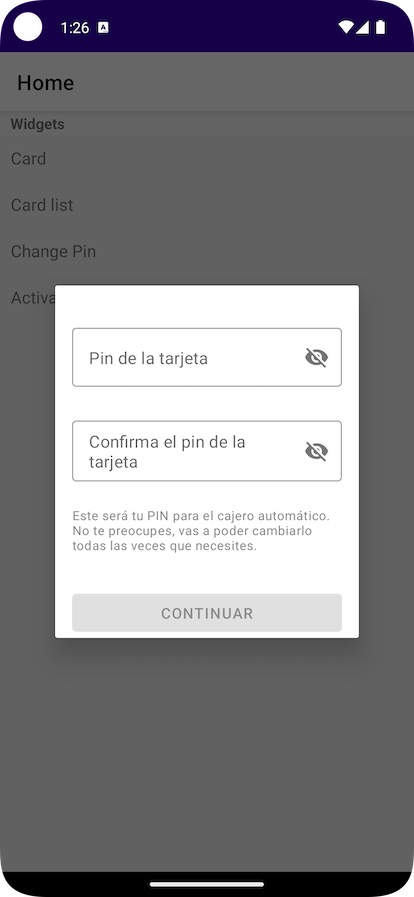 1:26 A
Home
Widgets
Card
Card list
Change Pin
Activa
Pin de la tarjeta
Confirma el pin de la
tarjeta
Este será tu PIN para el cajero automático.
No te preocupes, vas a poder cambiarlo
todas las veces que necesites.
CONTINUAR